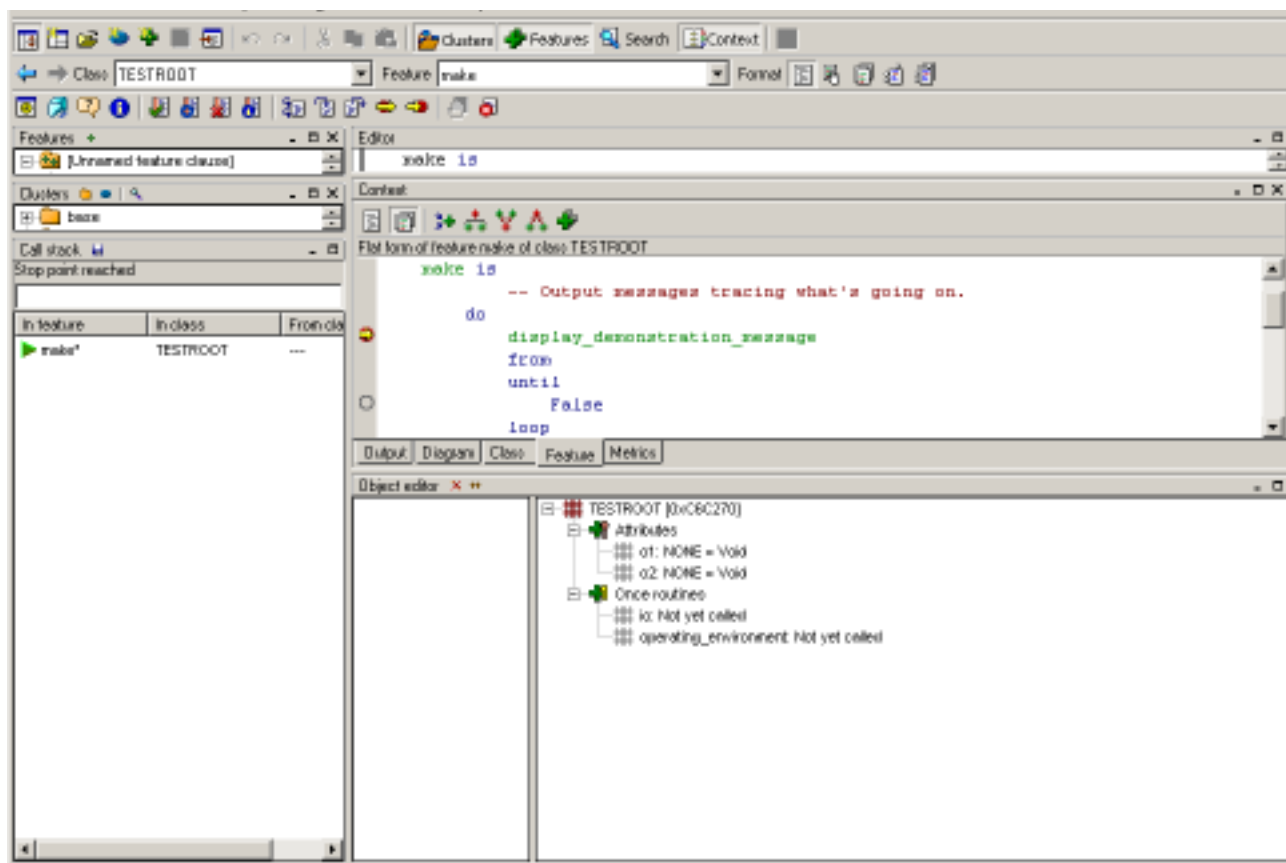 Clusters Features Search Context
Class TESTROOT Feature make Format
Features
[Unnamed feature clause]
Clusters
base
Call stack
Stop point reached
In feature In class From cla
make* TESTROOT ---
Editor
make is
Context
Flat form of feature make of class TESTROOT
make is
-- Output messages tracing what's going on.
do
display_demonstration_message
from
until
False
loop
Output Diagram Class Feature Metrics
Object editor
TESTROOT [0xC6C270]
Attributes
o1: NONE = Void
o2: NONE = Void
Once routines
io: Not yet called
operating_environment: Not yet called